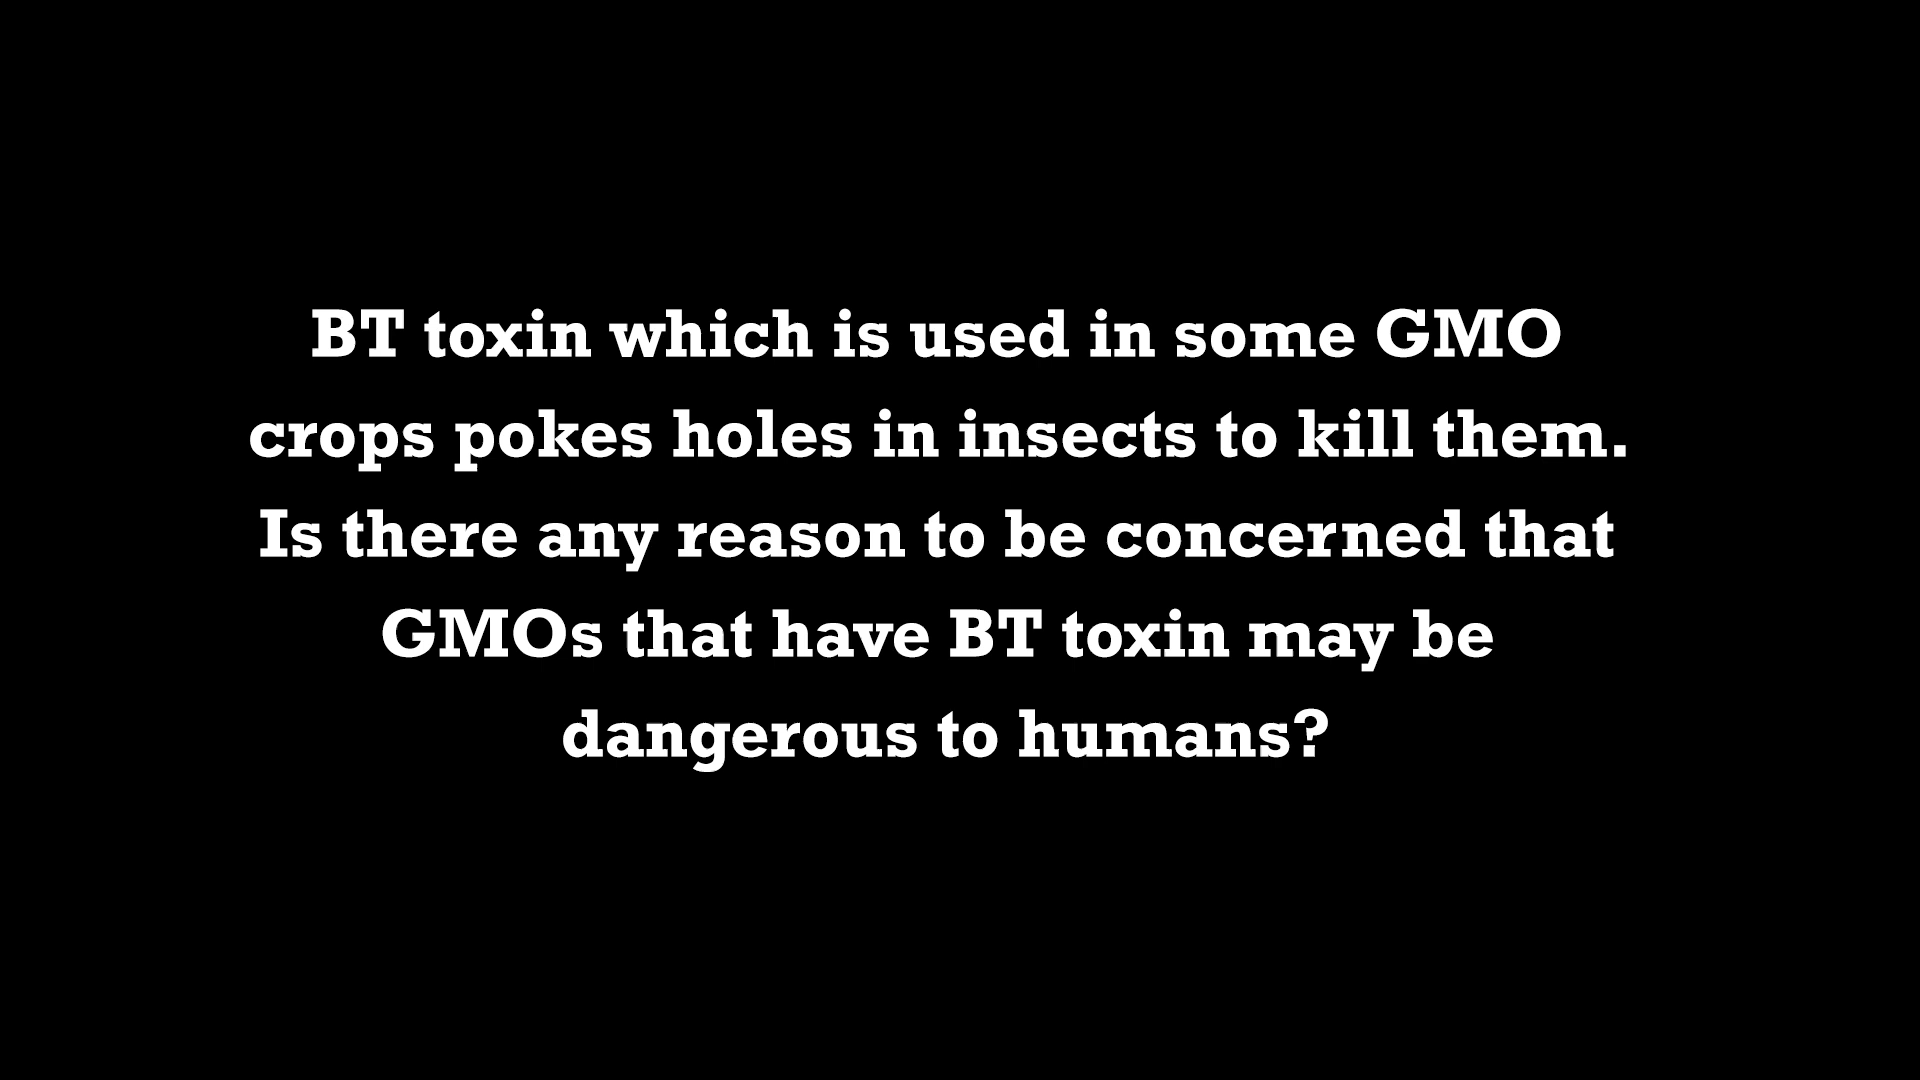 BT toxin which is used in some GMO
crops pokes holes in insects to kill them.
Is there any reason to be concerned that
GMOs that have BT toxin may be
dangerous to humans?